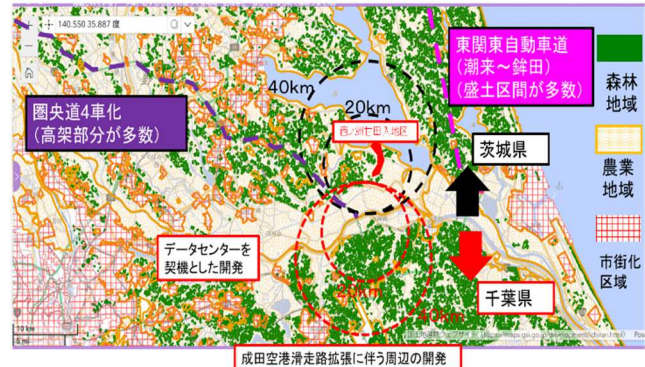 140.550 35.887 度
東関東自動車道
(潮来～鉾田)
(盛土区間が多数)
森林
地域
40km
20km
圏央道4車化
(高架部分が多数)
茨城県
農業
地域
データセンターを
契機とした開発
20km
40km
千葉県
市街化
区域
10 km
5 mi
成田空港滑走路拡張に伴う周辺の開発